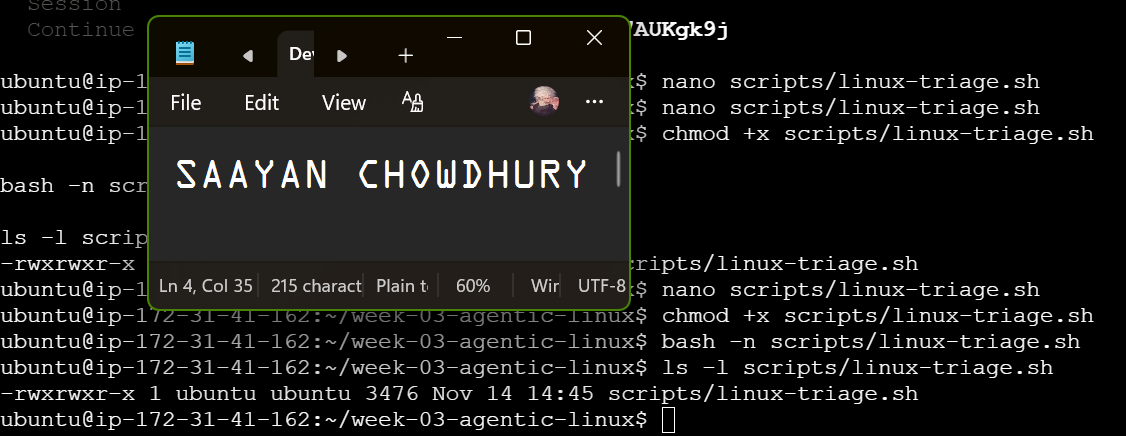 Session
Continue
AUKgk9j
ubuntu@ip-1
$ nano scripts/linux-triage.sh
ubuntu@ip-1
$ nano scripts/linux-triage.sh
ubuntu@ip-1
$ chmod +x scripts/linux-triage.sh
bash -n scr
ls -l scrip
-rwxrwxr-x
cripts/linux-triage.sh
ubuntu@ip-1
$ nano scripts/linux-triage.sh
De
File Edit View
SAAYAN CHOWDHURY
Ln 4, Col 35 215 charact Plain t 60% Wir UTF-8
ubuntu@ip-172-31-41-162:~/week-03-agentic-linux$ chmod +x scripts/linux-triage.sh
ubuntu@ip-172-31-41-162:~/week-03-agentic-linux$ bash -n scripts/linux-triage.sh
ubuntu@ip-172-31-41-162:~/week-03-agentic-linux$ ls -l scripts/linux-triage.sh
-rwxrwxr-x 1 ubuntu ubuntu 3476 Nov 14 14:45 scripts/linux-triage.sh
ubuntu@ip-172-31-41-162:~/week-03-agentic-linux$